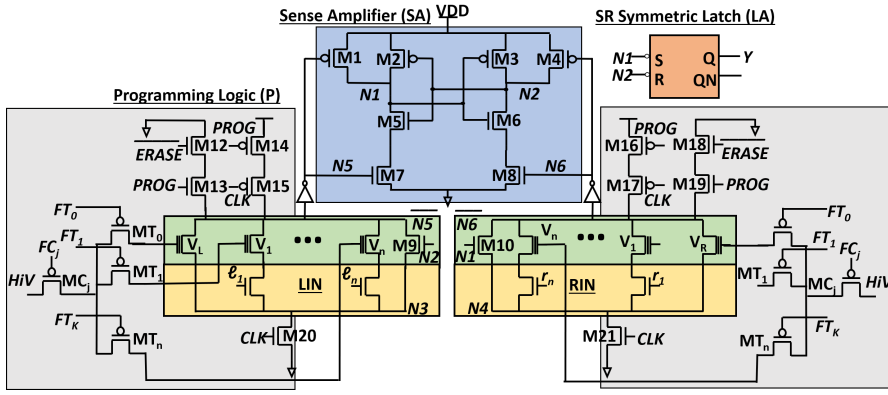 Sense Amplifier (SA)
VDD
SR Symmetric Latch (LA)
M1 M2 M3 M4
N1 S Q Y
N2 R QN
N1 N2
Programming Logic (P)
M5 M6
PROG
M12 M14
ERASE
PROG
M16 M18
ERASE
N5 M7 M8 N6
PROG M13 M15
CLK
M17 M19 PROG
CLK
FT0
MT0
FT1
FCj
HiV
MCj
MT1
FTK
MTn
N5
VL V1 Vn M9 N2
ℓ1 LIN ℓn
N3
CLK M20
N6
N1 M10 Vn V1 VR
rn RIN r1
N4
M21 CLK
FT0
FT1
FCj
MT1
MCj
HiV
FTK
MTn